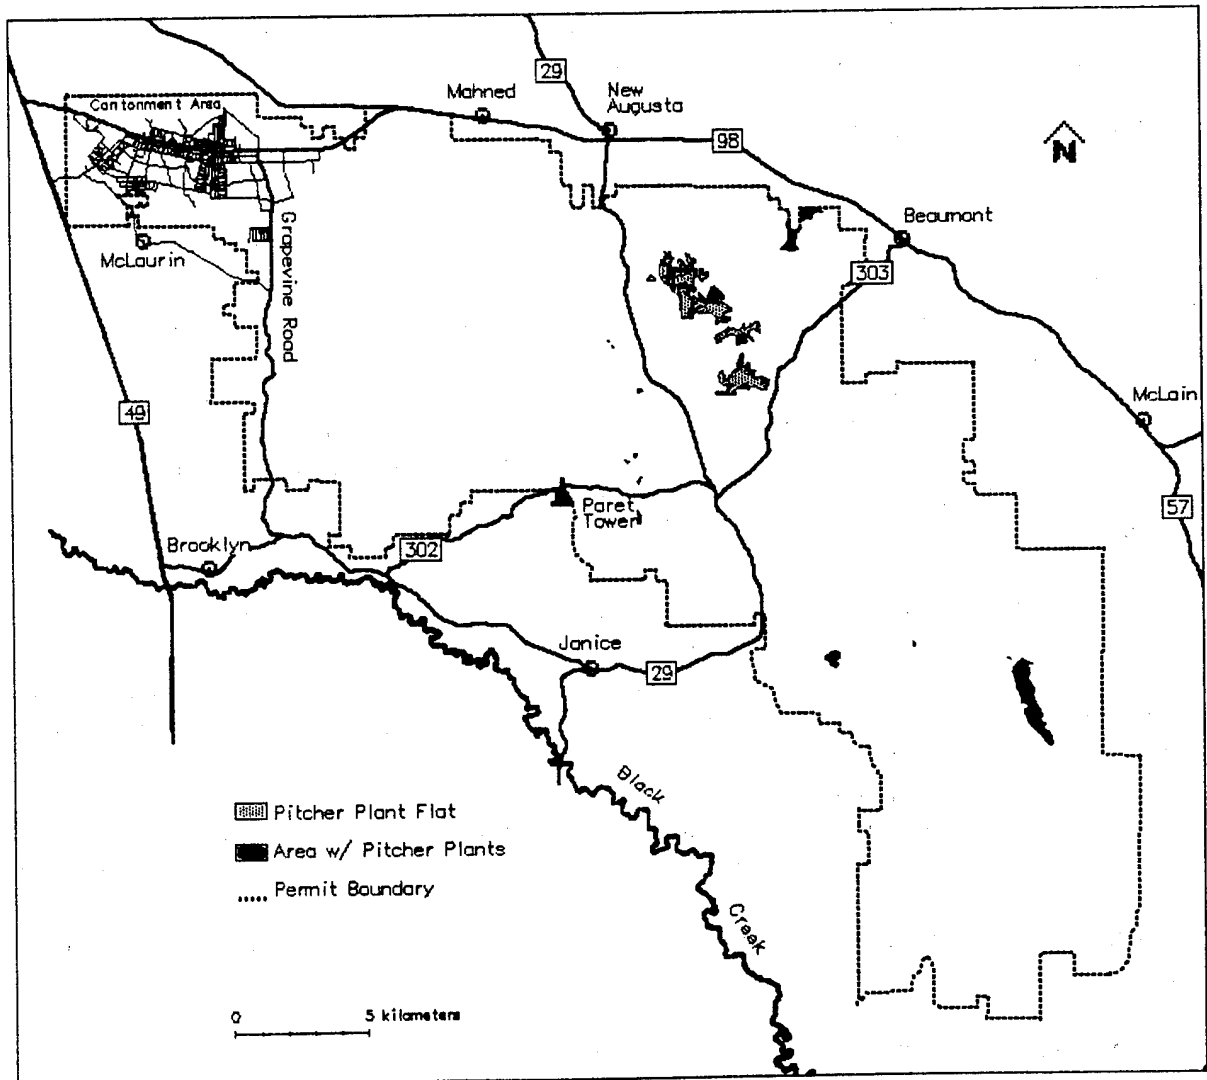 29
Mahned
New
Augusta
Cantonment Area
98
N
Beaumont
McLaurin
Grapevine Road
303
49
McLain
57
Paret
Tower
Brooklyn
302
Janice
29
Black
Creek
Pitcher Plant Flat
Area w/ Pitcher Plants
Permit Boundary
0
5 kilometers